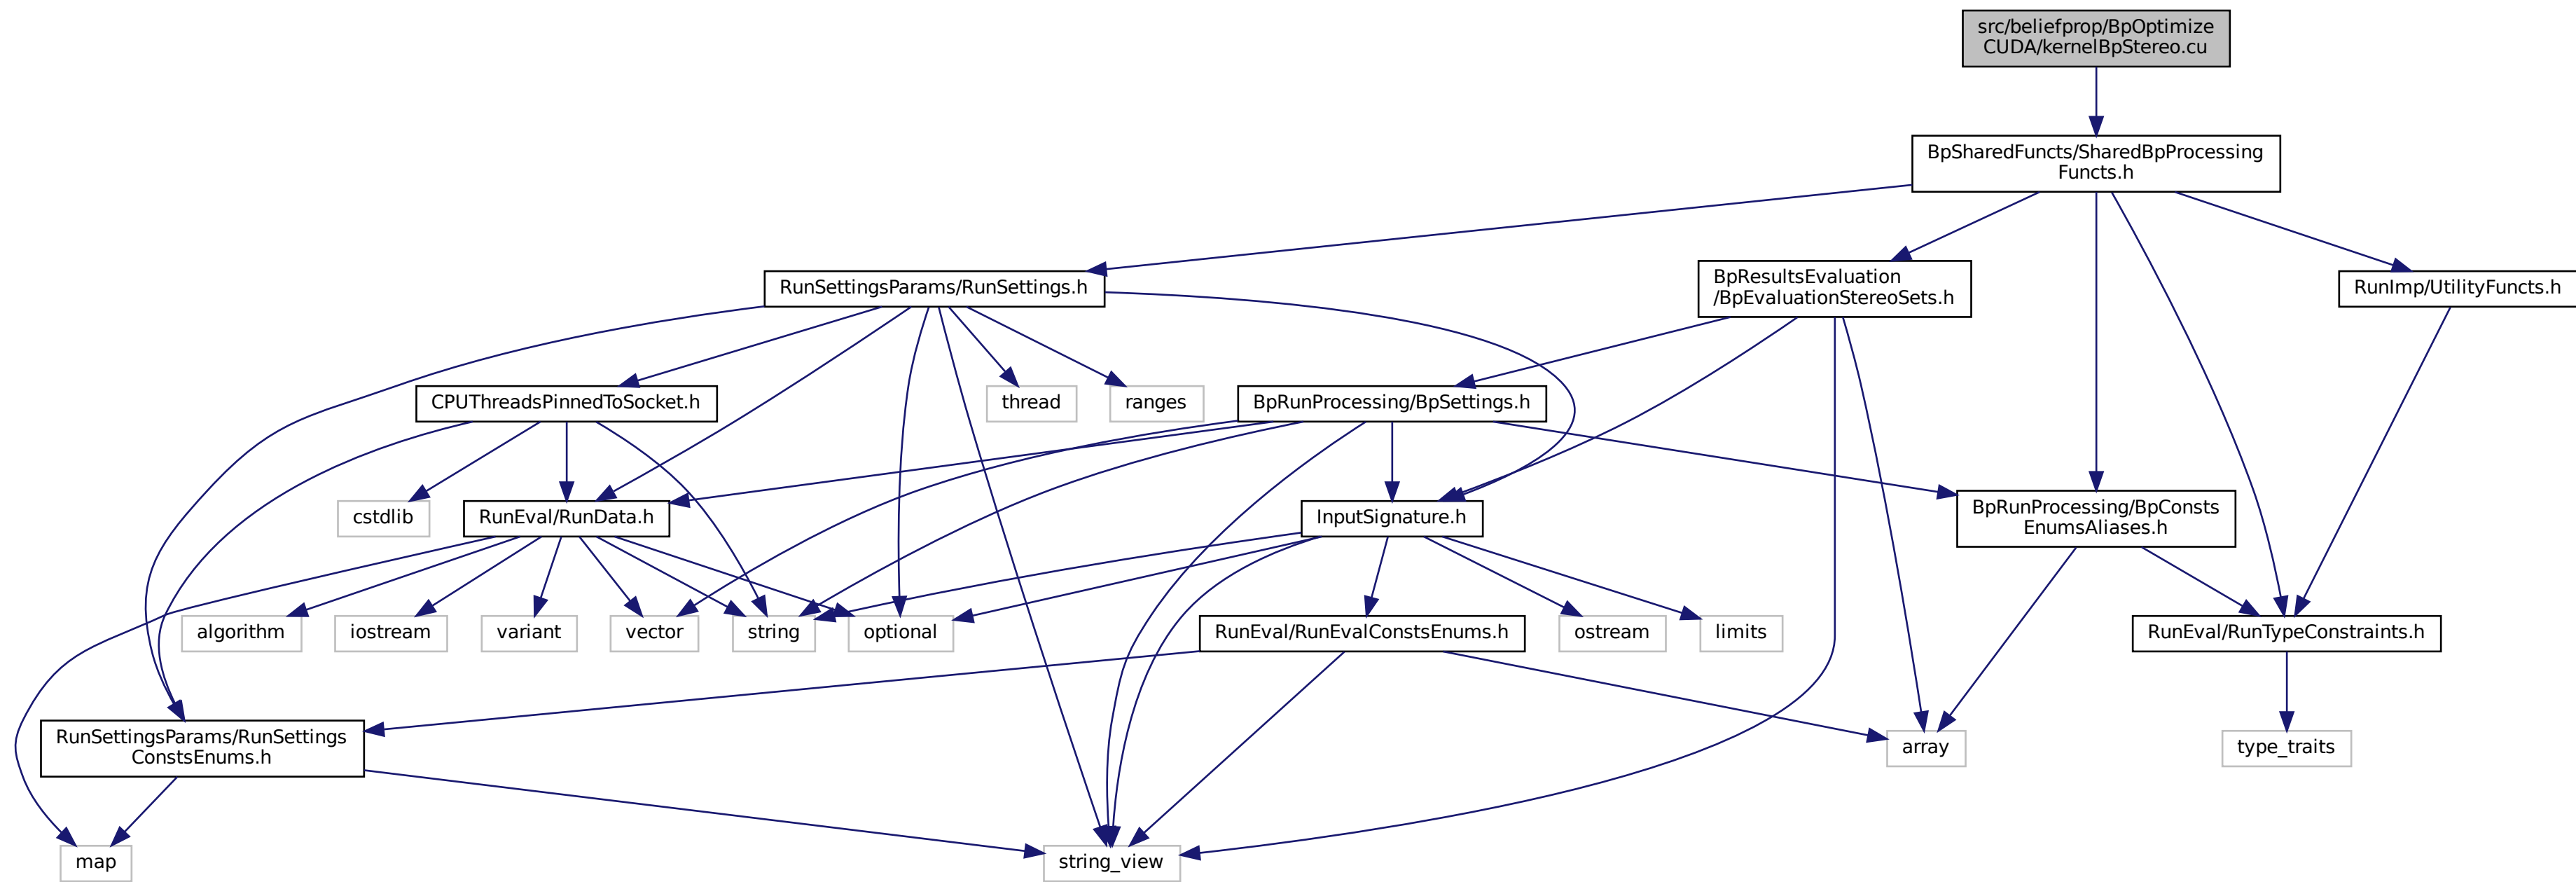 src/beliefprop/BpOptimize
CUDA/kernelBpStereo.cu
BpSharedFuncts/SharedBpProcessing
Functs.h
RunSettingsParams/RunSettings.h
BpResultsEvaluation
/BpEvaluationStereoSets.h
RunImp/UtilityFuncts.h
CPUThreadsPinnedToSocket.h
thread
ranges
BpRunProcessing/BpSettings.h
cstdlib
RunEval/RunData.h
InputSignature.h
BpRunProcessing/BpConsts
EnumsAliases.h
algorithm
iostream
variant
vector
string
optional
RunEval/RunEvalConstsEnums.h
ostream
limits
RunEval/RunTypeConstraints.h
RunSettingsParams/RunSettings
ConstsEnums.h
array
type_traits
map
string_view